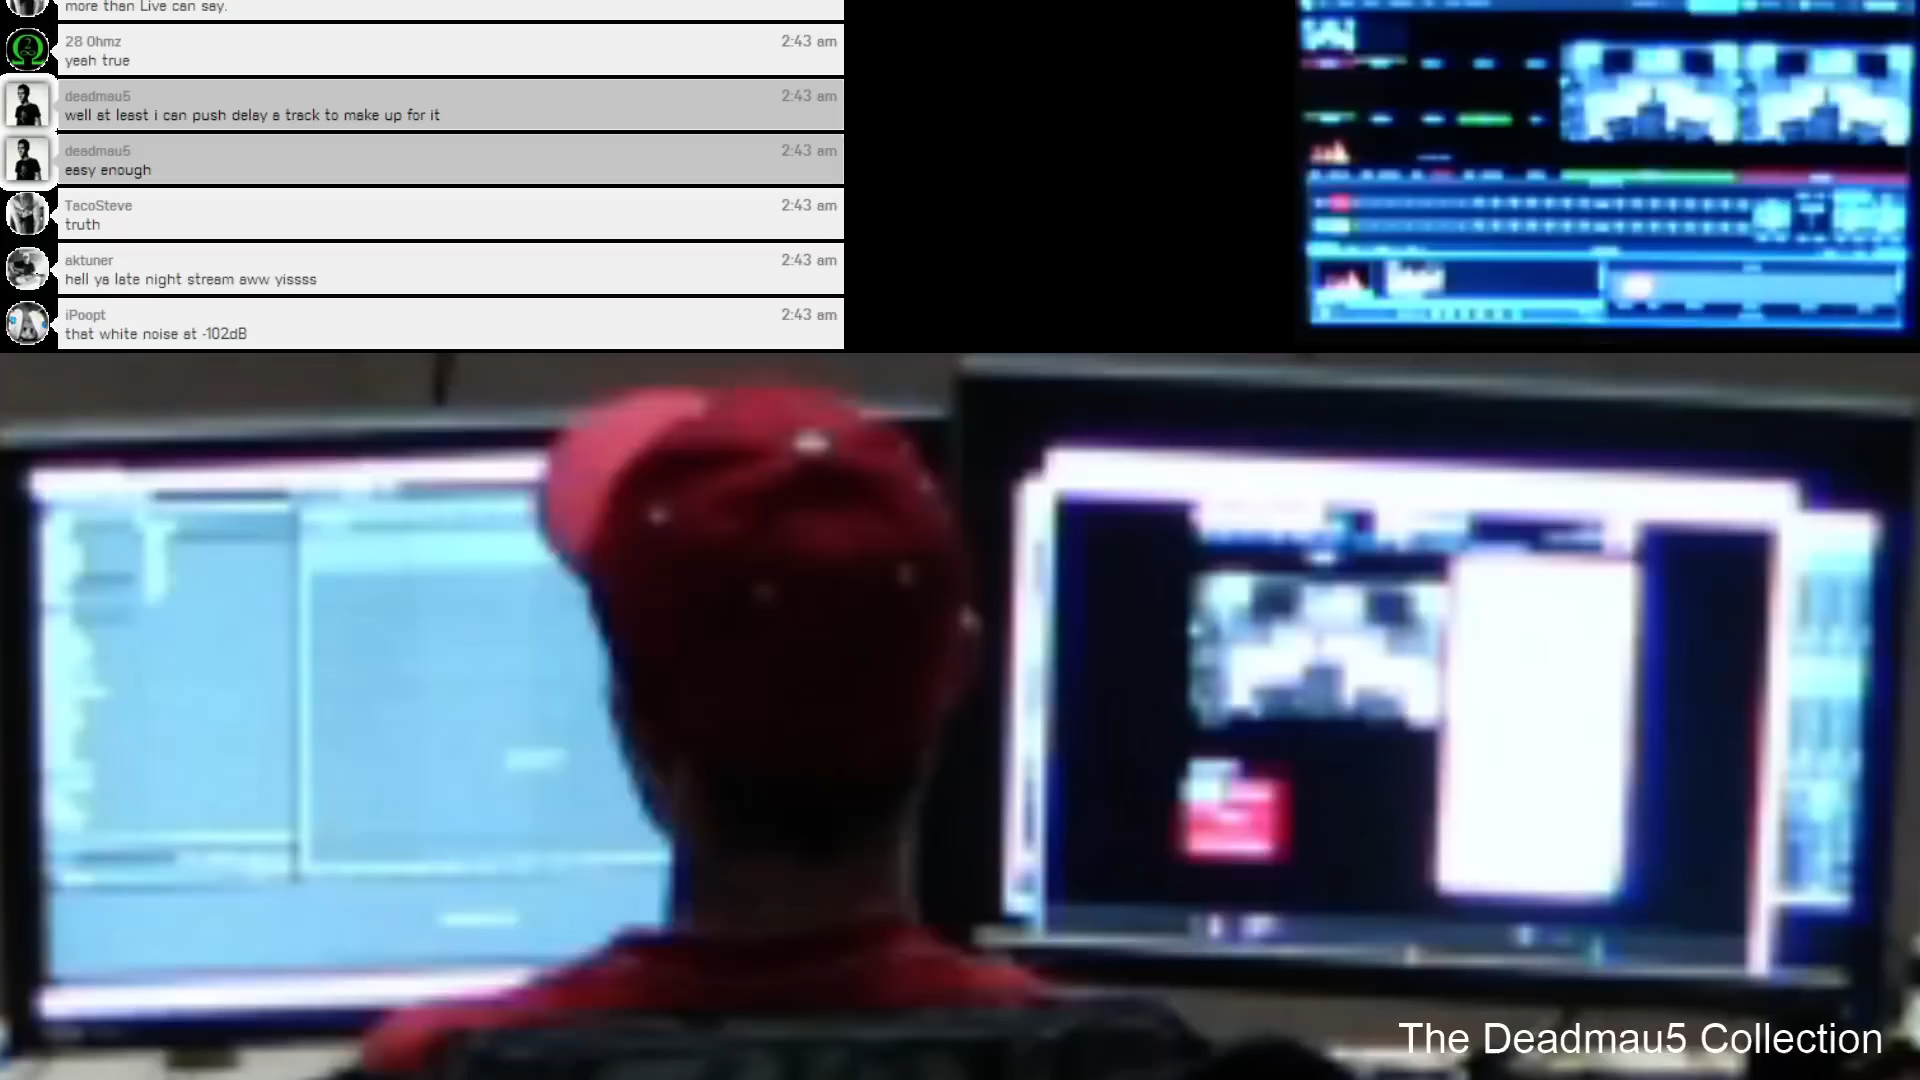 more than Live can say.
28 Ohmz 2:43 am
yeah true
deadmau5 2:43 am
well at least i can push delay a track to make up for it
deadmau5 2:43 am
easy enough
TacoSteve 2:43 am
truth
aktuner 2:43 am
hell ya late night stream aww yissss
iPoopt 2:43 am
that white noise at -102dB
The Deadmau5 Collection